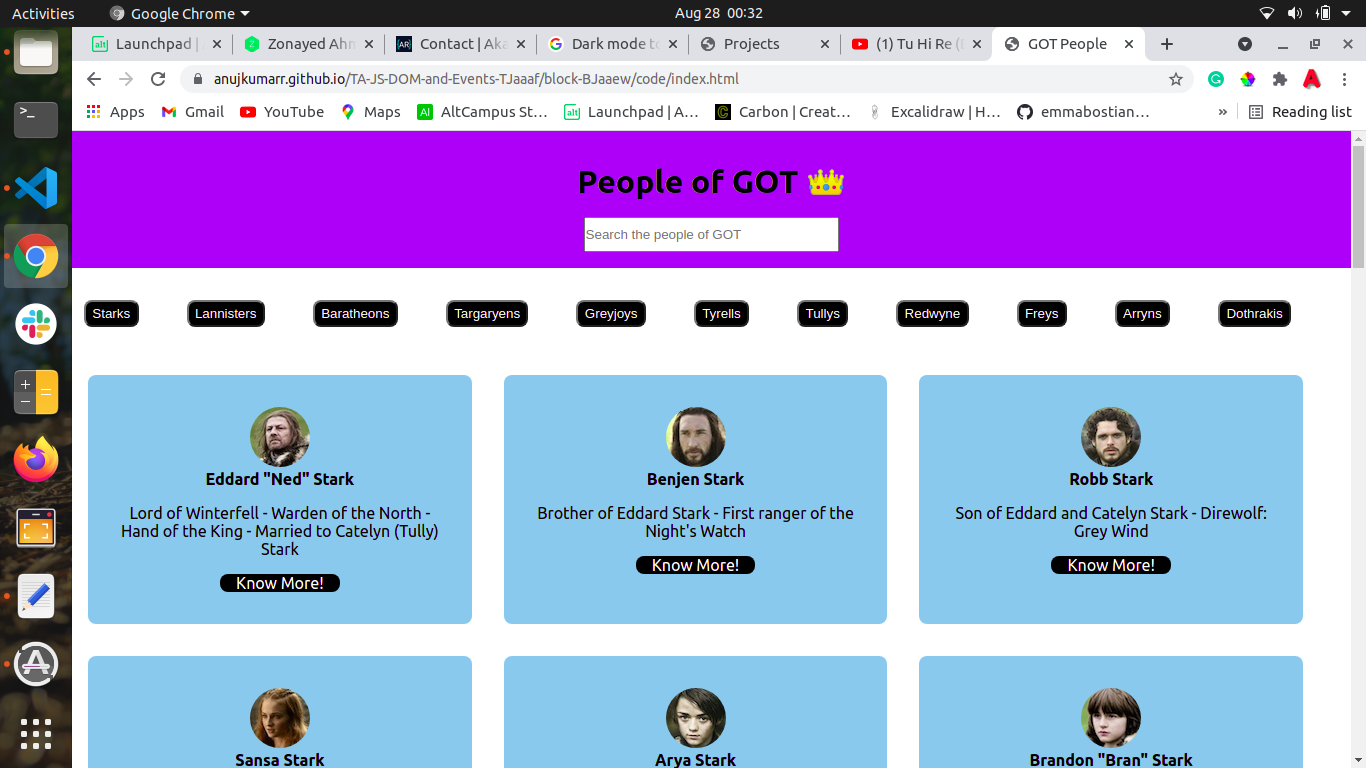 Activities
Google Chrome
Aug 28 00:32
Launchpad |
Zonayed Ahm
Contact | Aka
Dark mode to
Projects
(1) Tu Hi Re (
GOT People
anujkumarr.github.io/TA-JS-DOM-and-Events-TJaaaf/block-BJaaew/code/index.html
Apps
Gmail
YouTube
Maps
AltCampus St…
Launchpad | A…
Carbon | Creat…
Excalidraw | H…
emmabostian…
»
Reading list
People of GOT
Search the people of GOT
Starks
Lannisters
Baratheons
Targaryens
Greyjoys
Tyrells
Tullys
Redwyne
Freys
Arryns
Dothrakis
Eddard "Ned" Stark
Lord of Winterfell - Warden of the North -
Hand of the King - Married to Catelyn (Tully)
Stark
Know More!
Benjen Stark
Brother of Eddard Stark - First ranger of the
Night's Watch
Know More!
Robb Stark
Son of Eddard and Catelyn Stark - Direwolf:
Grey Wind
Know More!
Sansa Stark
Arya Stark
Brandon "Bran" Stark